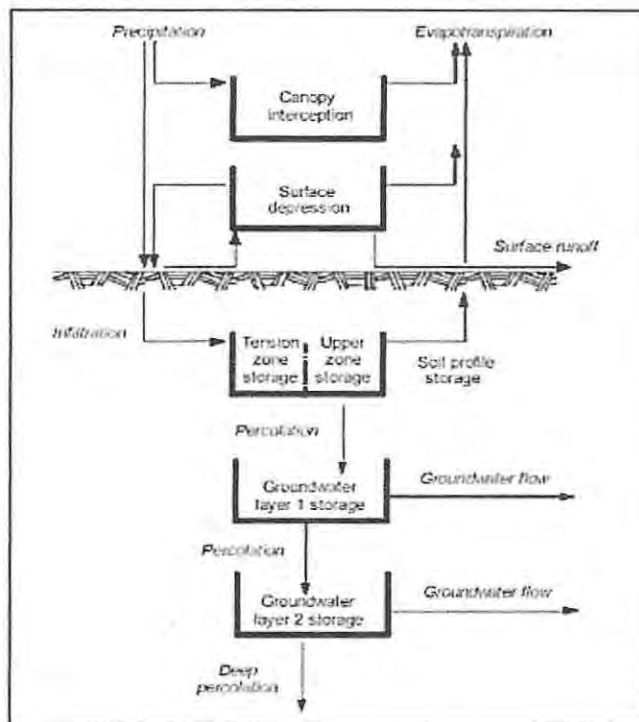 Precipitation
Evapotranspiration
Canopy
interception
Surface
depression
Surface runoff
Infiltration
Tension
zone
storage
Upper
zone
storage
Soil profile
storage
Percolation
Groundwater
layer 1 storage
Groundwater flow
Percolation
Groundwater
layer 2 storage
Groundwater flow
Deep
percolation